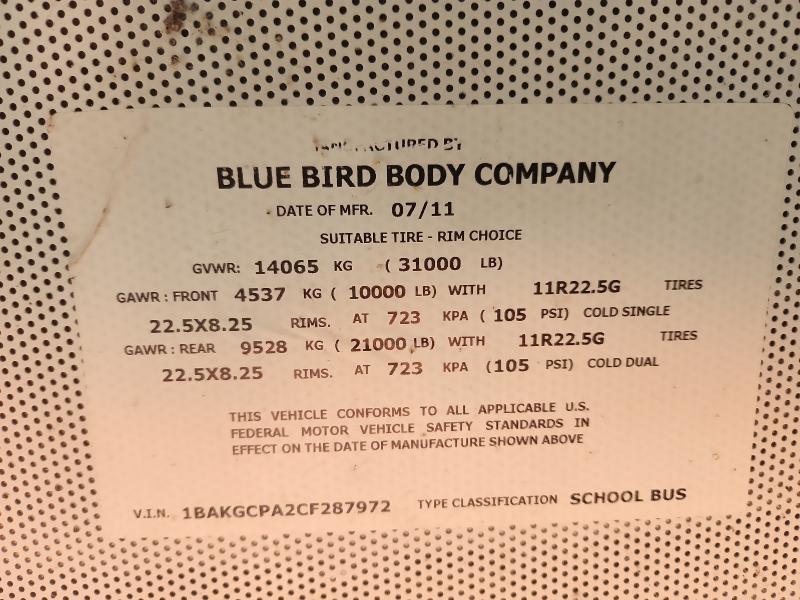 MANUFACTURED BY
BLUE BIRD BODY COMPANY
DATE OF MFR. 07/11
SUITABLE TIRE - RIM CHOICE
GVWR: 14065 KG ( 31000 LB)
GAWR : FRONT 4537 KG ( 10000 LB) WITH 11R22.5G TIRES
22.5X8.25 RIMS. AT 723 KPA ( 105 PSI) COLD SINGLE
GAWR : REAR 9528 KG ( 21000 LB) WITH 11R22.5G TIRES
22.5X8.25 RIMS. AT 723 KPA (105 PSI) COLD DUAL
THIS VEHICLE CONFORMS TO ALL APPLICABLE U.S.
FEDERAL MOTOR VEHICLE SAFETY STANDARDS IN
EFFECT ON THE DATE OF MANUFACTURE SHOWN ABOVE
V.I.N. 1BAKGCPA2CF287972 TYPE CLASSIFICATION SCHOOL BUS